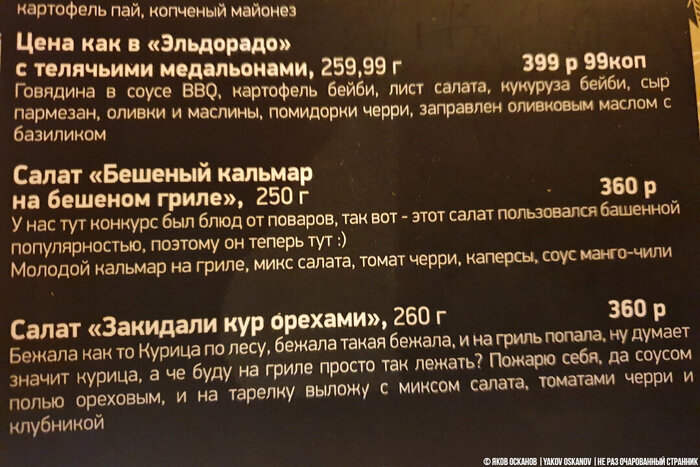 картофель пай, копченый майонез
Цена как в «Эльдорадо»
с телячьими медальонами, 259,99 г 399 р 99коп
Говядина в соусе BBQ, картофель бейби, лист салата, кукуруза бейби, сыр
пармезан, оливки и маслины, помидорки черри, заправлен оливковым маслом с
базиликом
Салат «Бешеный кальмар
на бешеном гриле», 250 г 360 р
У нас тут конкурс был блюд от поваров, так вот - этот салат пользовался башенной
популярностью, поэтому он теперь тут :)
Молодой кальмар на гриле, микс салата, томат черри, каперсы, соус манго-чили
Салат «Закидали кур орехами», 260 г 360 р
Бежала как то Курица по лесу, бежала такая бежала, и на гриль попала, ну думает
значит курица, а че буду на гриле просто так лежать? Пожарю себя, да соусом
полью ореховым, и на тарелку выложу с миксом салата, томатами черри и
клубникой
© ЯКОВ ОСКАНОВ | YAKOV OSKANOV | НЕ РАЗ ОЧАРОВАННЫЙ СТРАННИК